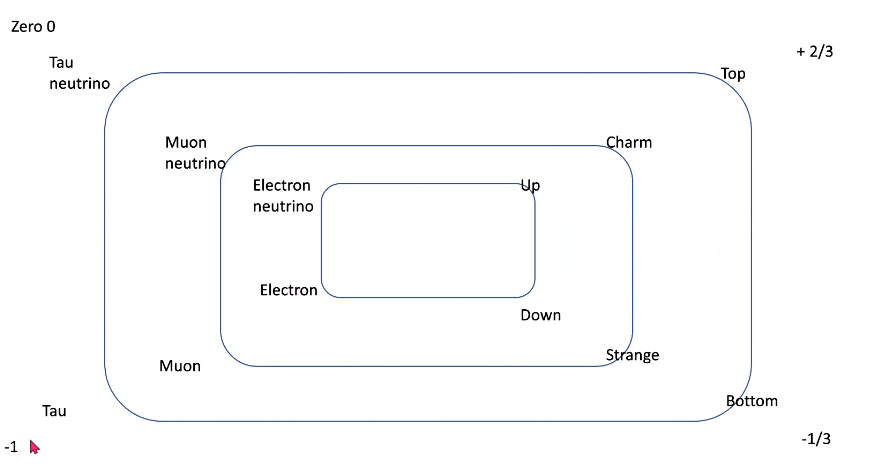 Zero 0
+ 2/3
Tau
neutrino
Top
Muon
neutrino
Charm
Electron
neutrino
Up
Electron
Down
Strange
Muon
Bottom
Tau
-1/3
-1